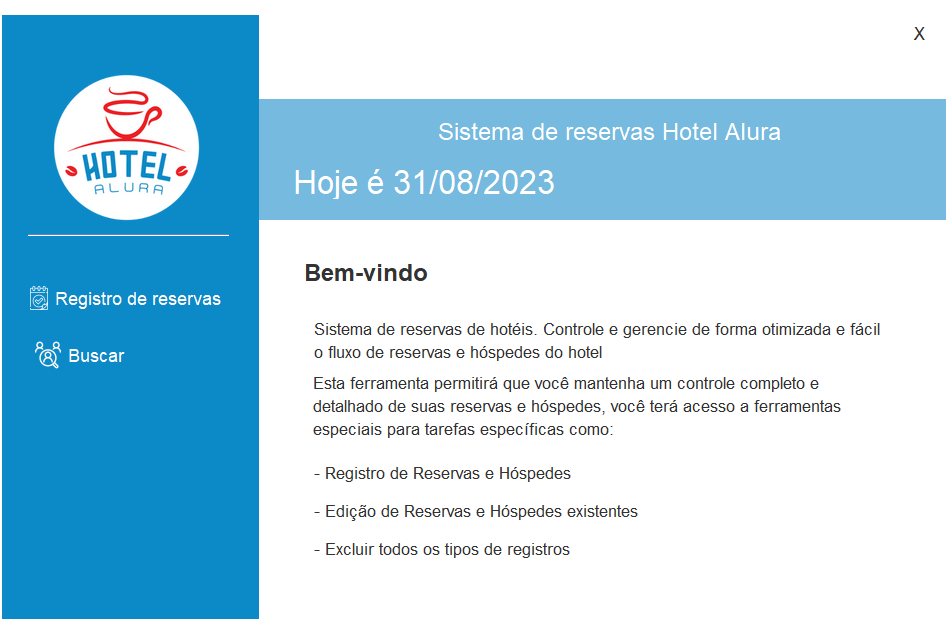 X
HOTEL
ALURA
Sistema de reservas Hotel Alura
Hoje é 31/08/2023
Registro de reservas
Buscar
Bem-vindo
Sistema de reservas de hotéis. Controle e gerencie de forma otimizada e fácil
o fluxo de reservas e hóspedes do hotel
Esta ferramenta permitirá que você mantenha um controle completo e
detalhado de suas reservas e hóspedes, você terá acesso a ferramentas
especiais para tarefas específicas como:
- Registro de Reservas e Hóspedes
- Edição de Reservas e Hóspedes existentes
- Excluir todos os tipos de registros